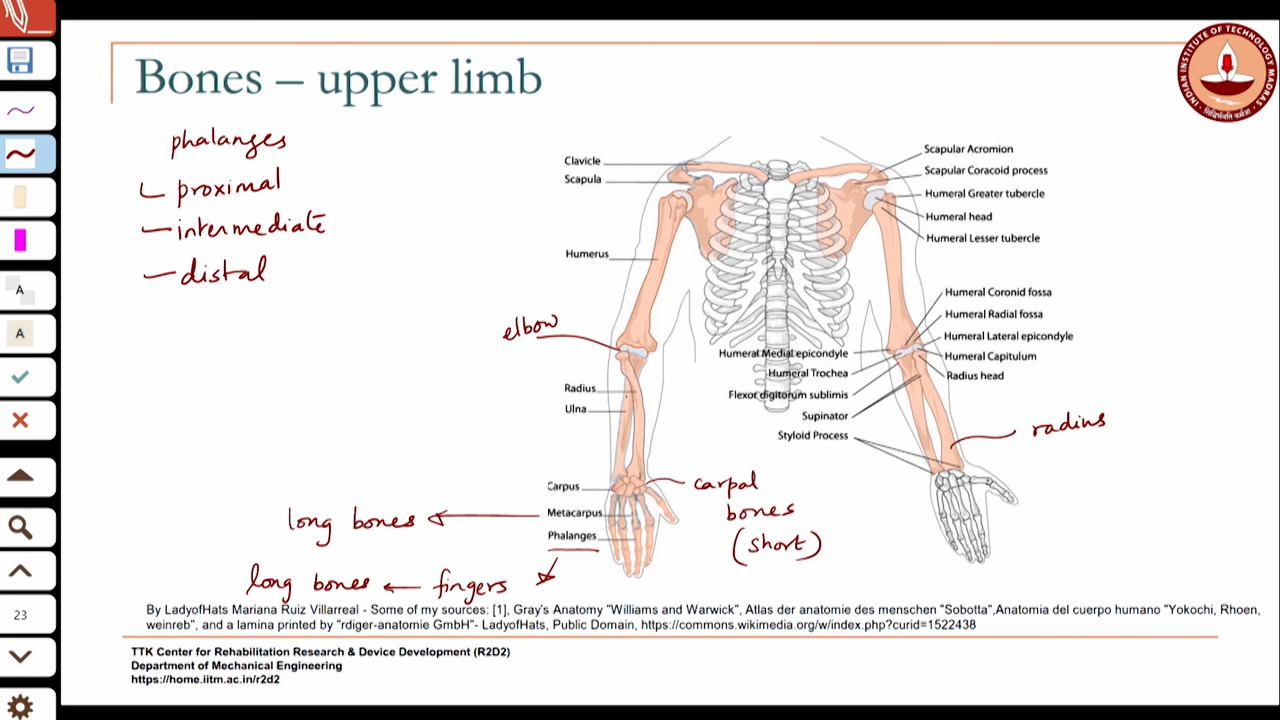 Bones – upper limb
INDIAN INSTITUTE OF TECHNOLOGY MADRAS
phalanges
proximal
intermediate
distal
elbow
Clavicle
Scapula
Humerus
Radius
Ulna
Carpus
Metacarpus
Phalanges
Scapular Acromion
Scapular Coracoid process
Humeral Greater tubercle
Humeral head
Humeral Lesser tubercle
Humeral Coronid fossa
Humeral Radial fossa
Humeral Lateral epicondyle
Humeral Capitulum
Radius head
Humeral Medial epicondyle
Humeral Trochea
Flexor digitorum sublimis
Supinator
Styloid Process
radius
carpal
bones
(short)
long bones
long bones ← fingers
By LadyofHats Mariana Ruiz Villarreal - Some of my sources: [1], Gray's Anatomy "Williams and Warwick", Atlas der anatomie des menschen "Sobotta",Anatomia del cuerpo humano "Yokochi, Rhoen,
weinreb", and a lamina printed by "rdiger-anatomie GmbH"- LadyofHats, Public Domain, https://commons.wikimedia.org/w/index.php?curid=1522438
TTK Center for Rehabilitation Research & Device Development (R2D2)
Department of Mechanical Engineering
https://home.iitm.ac.in/r2d2
A
A
23